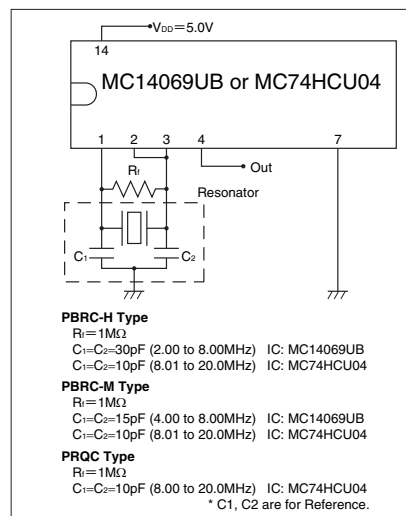 VDD=5.0V
14
MC14069UB or MC74HCU04
1 2 3 4 7
Rf
Out
Resonator
C1 C2
PBRC-H Type
Rf=1MΩ
C1=C2=30pF (2.00 to 8.00MHz) IC: MC14069UB
C1=C2=10pF (8.01 to 20.0MHz) IC: MC74HCU04
PBRC-M Type
Rf=1MΩ
C1=C2=15pF (4.00 to 8.00MHz) IC: MC14069UB
C1=C2=10pF (8.01 to 20.0MHz) IC: MC74HCU04
PRQC Type
Rf=1MΩ
C1=C2=10pF (8.00 to 20.0MHz) IC: MC74HCU04
* C1, C2 are for Reference.